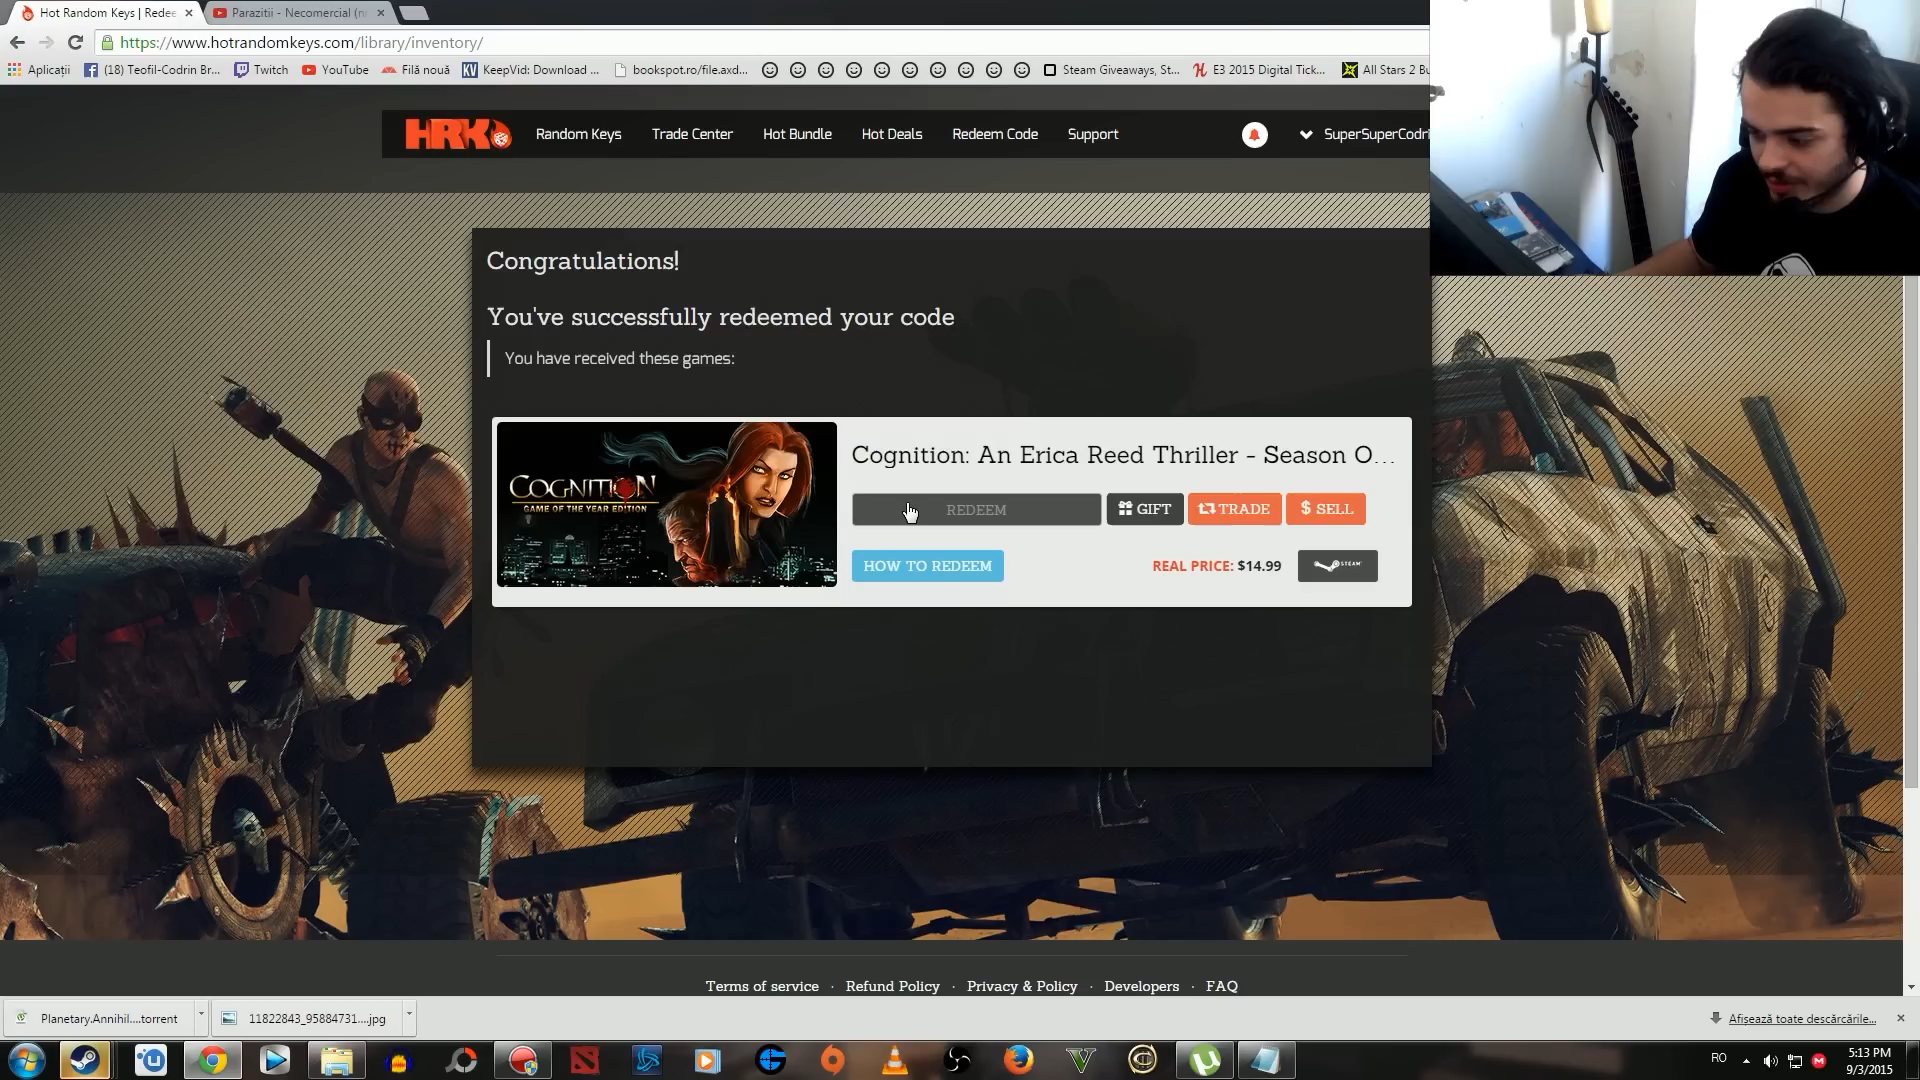 Hot Random Keys | Redee
Parazitii - Necomercial (n
https://www.hotrandomkeys.com/library/inventory/
Aplicații
(18) Teofil-Codrin Br...
Twitch
YouTube
Filă nouă
KeepVid: Download ...
bookspot.ro/file.axd...
Steam Giveaways, St...
E3 2015 Digital Tick...
All Stars 2 Bu
HRK
Random Keys
Trade Center
Hot Bundle
Hot Deals
Redeem Code
Support
SuperSuperCodri
Congratulations!
You've successfully redeemed your code
You have received these games:
COGNITION
GAME OF THE YEAR EDITION
Cognition: An Erica Reed Thriller - Season O...
REDEEM
GIFT
TRADE
$ SELL
HOW TO REDEEM
REAL PRICE: $14.99
STEAM
Terms of service · Refund Policy · Privacy & Policy · Developers · FAQ
Planetary.Annihil....torrent
11822843_95884731....jpg
Afișează toate descărcările...
RO
5:13 PM
9/3/2015